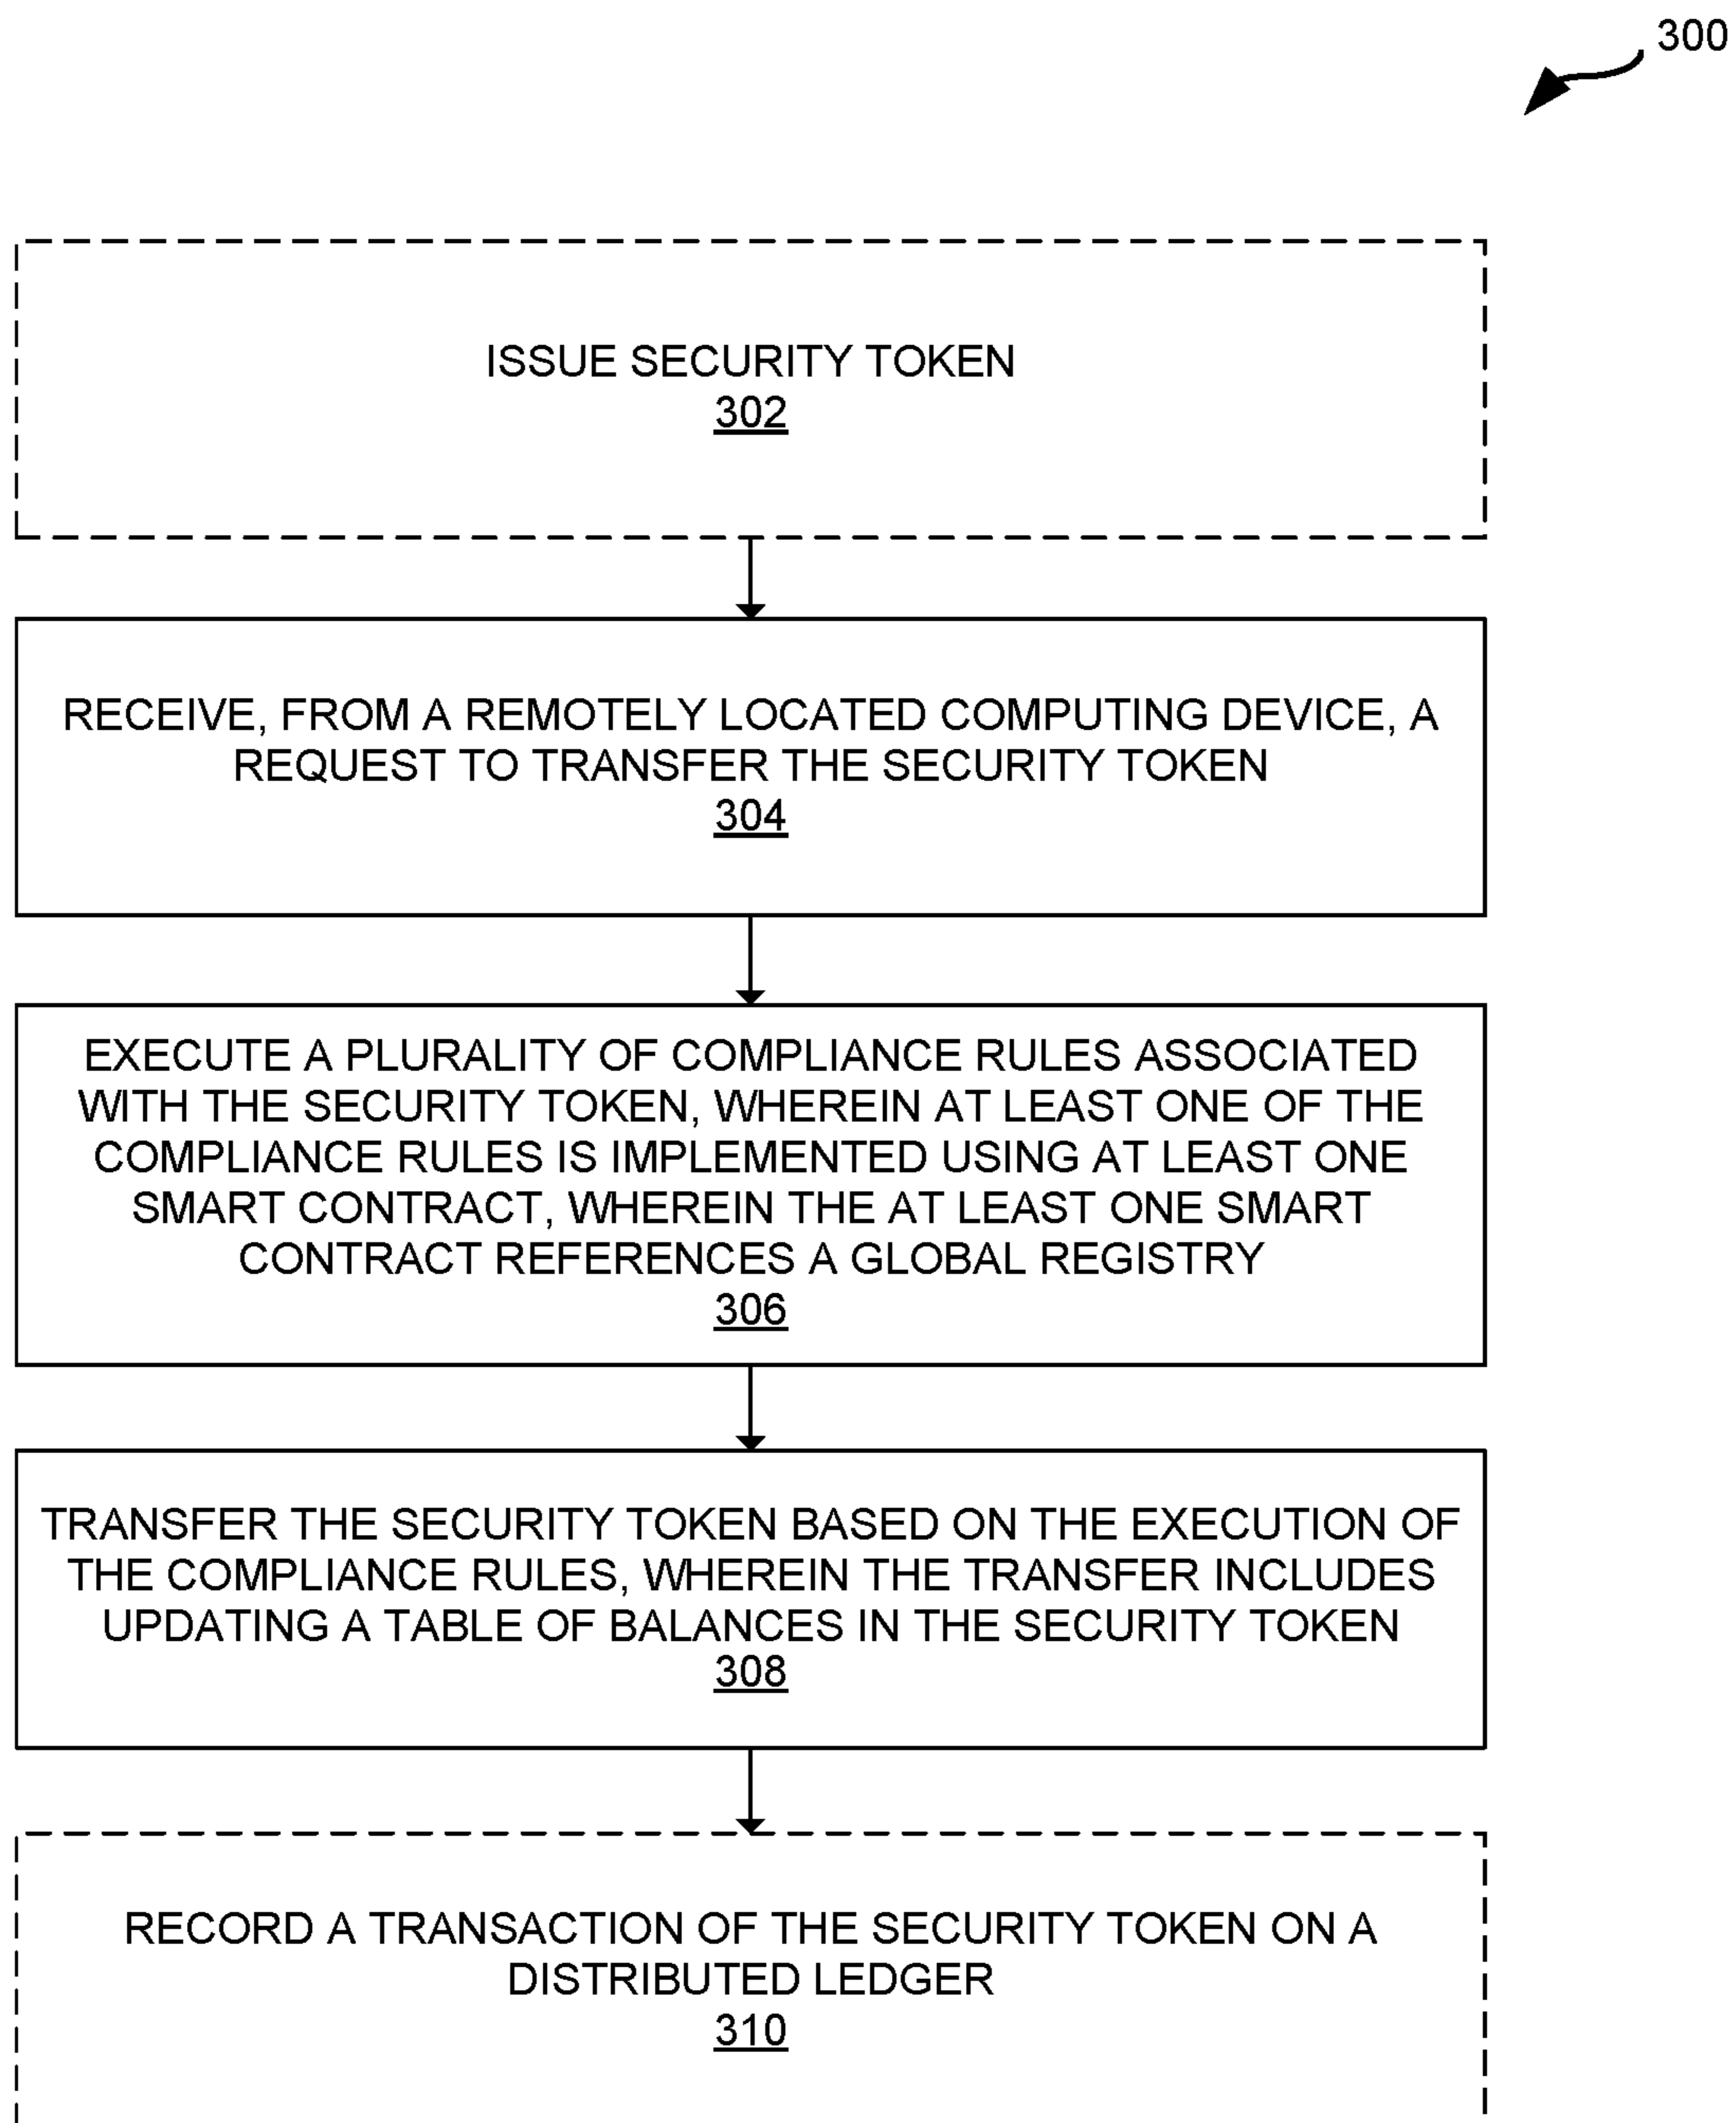 300
ISSUE SECURITY TOKEN
302
RECEIVE, FROM A REMOTELY LOCATED COMPUTING DEVICE, A
REQUEST TO TRANSFER THE SECURITY TOKEN
304
EXECUTE A PLURALITY OF COMPLIANCE RULES ASSOCIATED
WITH THE SECURITY TOKEN, WHEREIN AT LEAST ONE OF THE
COMPLIANCE RULES IS IMPLEMENTED USING AT LEAST ONE
SMART CONTRACT, WHEREIN THE AT LEAST ONE SMART
CONTRACT REFERENCES A GLOBAL REGISTRY
306
TRANSFER THE SECURITY TOKEN BASED ON THE EXECUTION OF
THE COMPLIANCE RULES, WHEREIN THE TRANSFER INCLUDES
UPDATING A TABLE OF BALANCES IN THE SECURITY TOKEN
308
RECORD A TRANSACTION OF THE SECURITY TOKEN ON A
DISTRIBUTED LEDGER
310